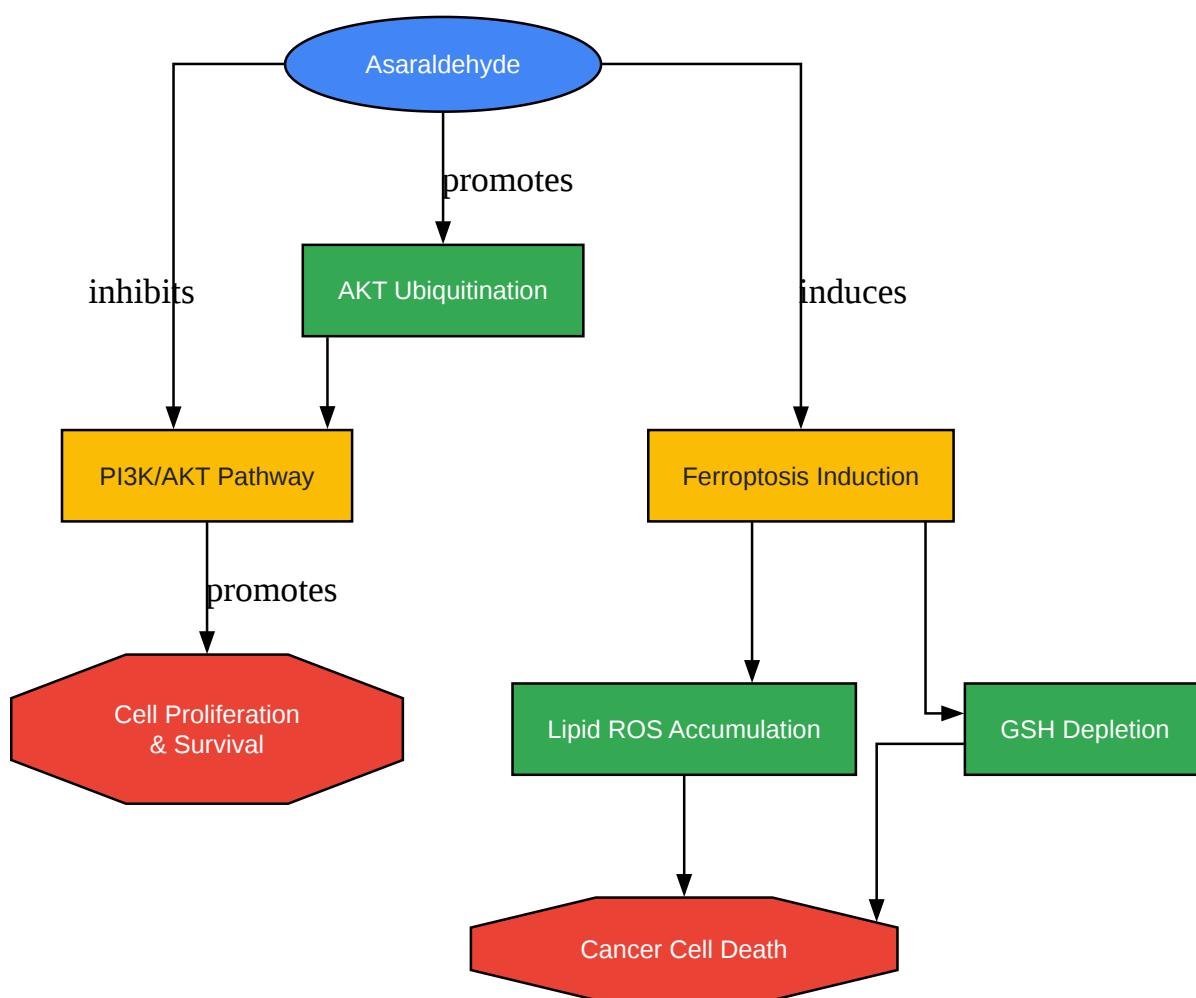 Asaraldehyde
promotes
inhibits
AKT Ubiquitination
induces
PI3K/AKT Pathway
Ferroptosis Induction
promotes
Cell Proliferation
& Survival
Lipid ROS Accumulation
GSH Depletion
Cancer Cell Death